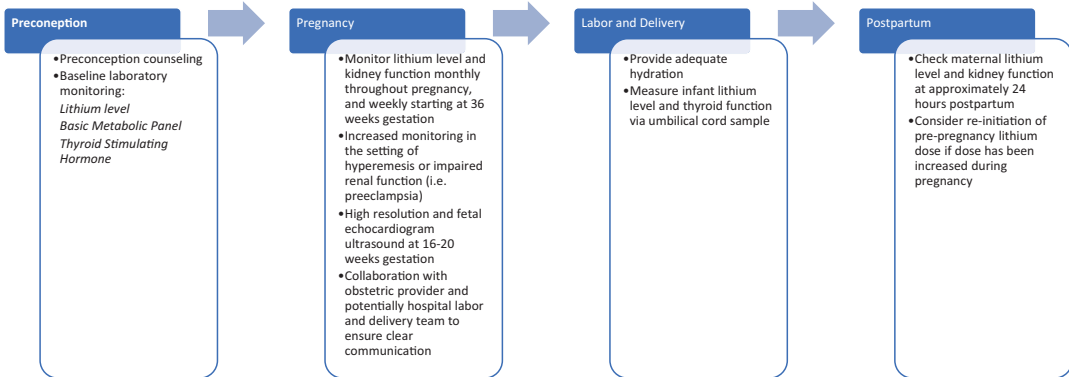 Preconception
•Preconception counseling
•Baseline laboratory
monitoring:
Lithium level
Basic Metabolic Panel
Thyroid Stimulating
Hormone
Pregnancy
•Monitor lithium level and
kidney function monthly
throughout pregnancy,
and weekly starting at 36
weeks gestation
•Increased monitoring in
the setting of
hyperemesis or impaired
renal function (i.e.
preeclampsia)
•High resolution and fetal
echocardiogram
ultrasound at 16-20
weeks gestation
•Collaboration with
obstetric provider and
potentially hospital labor
and delivery team to
ensure clear
communication
Labor and Delivery
•Provide adequate
hydration
•Measure infant lithium
level and thyroid function
via umbilical cord sample
Postpartum
•Check maternal lithium
level and kidney function
at approximately 24
hours postpartum
•Consider re-initiation of
pre-pregnancy lithium
dose if dose has been
increased during
pregnancy